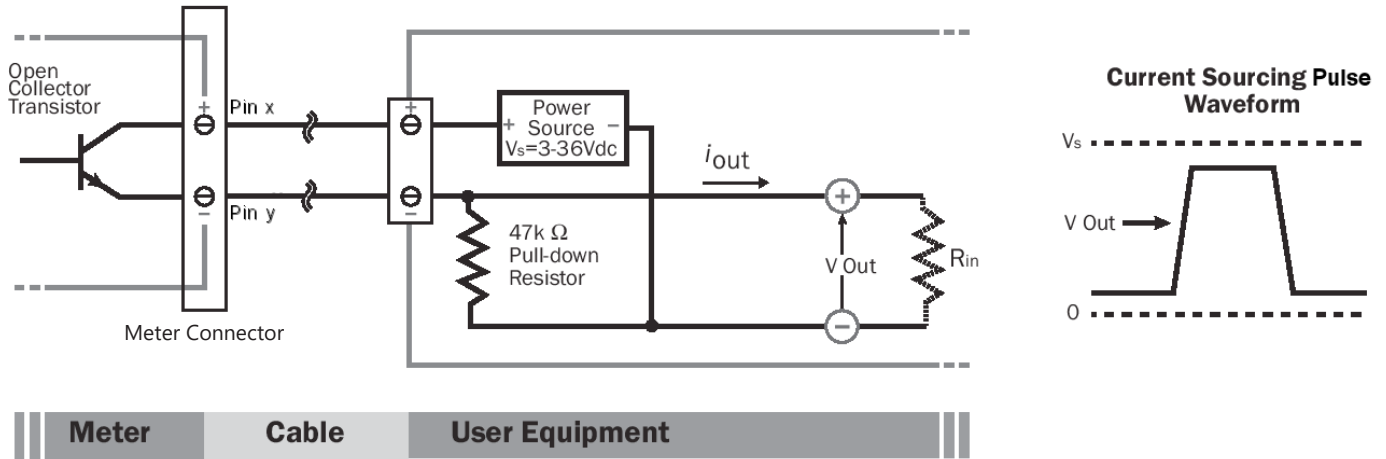 Open
Collector
Transistor
+
Pin x
–
Pin y
Meter Connector
+
–
Power
+ Source –
Vs=3-36Vdc
iout
47k Ω
Pull-down
Resistor
+
V Out
–
Rin
Current Sourcing Pulse
Waveform
Vs
V Out
0
Meter
Cable
User Equipment